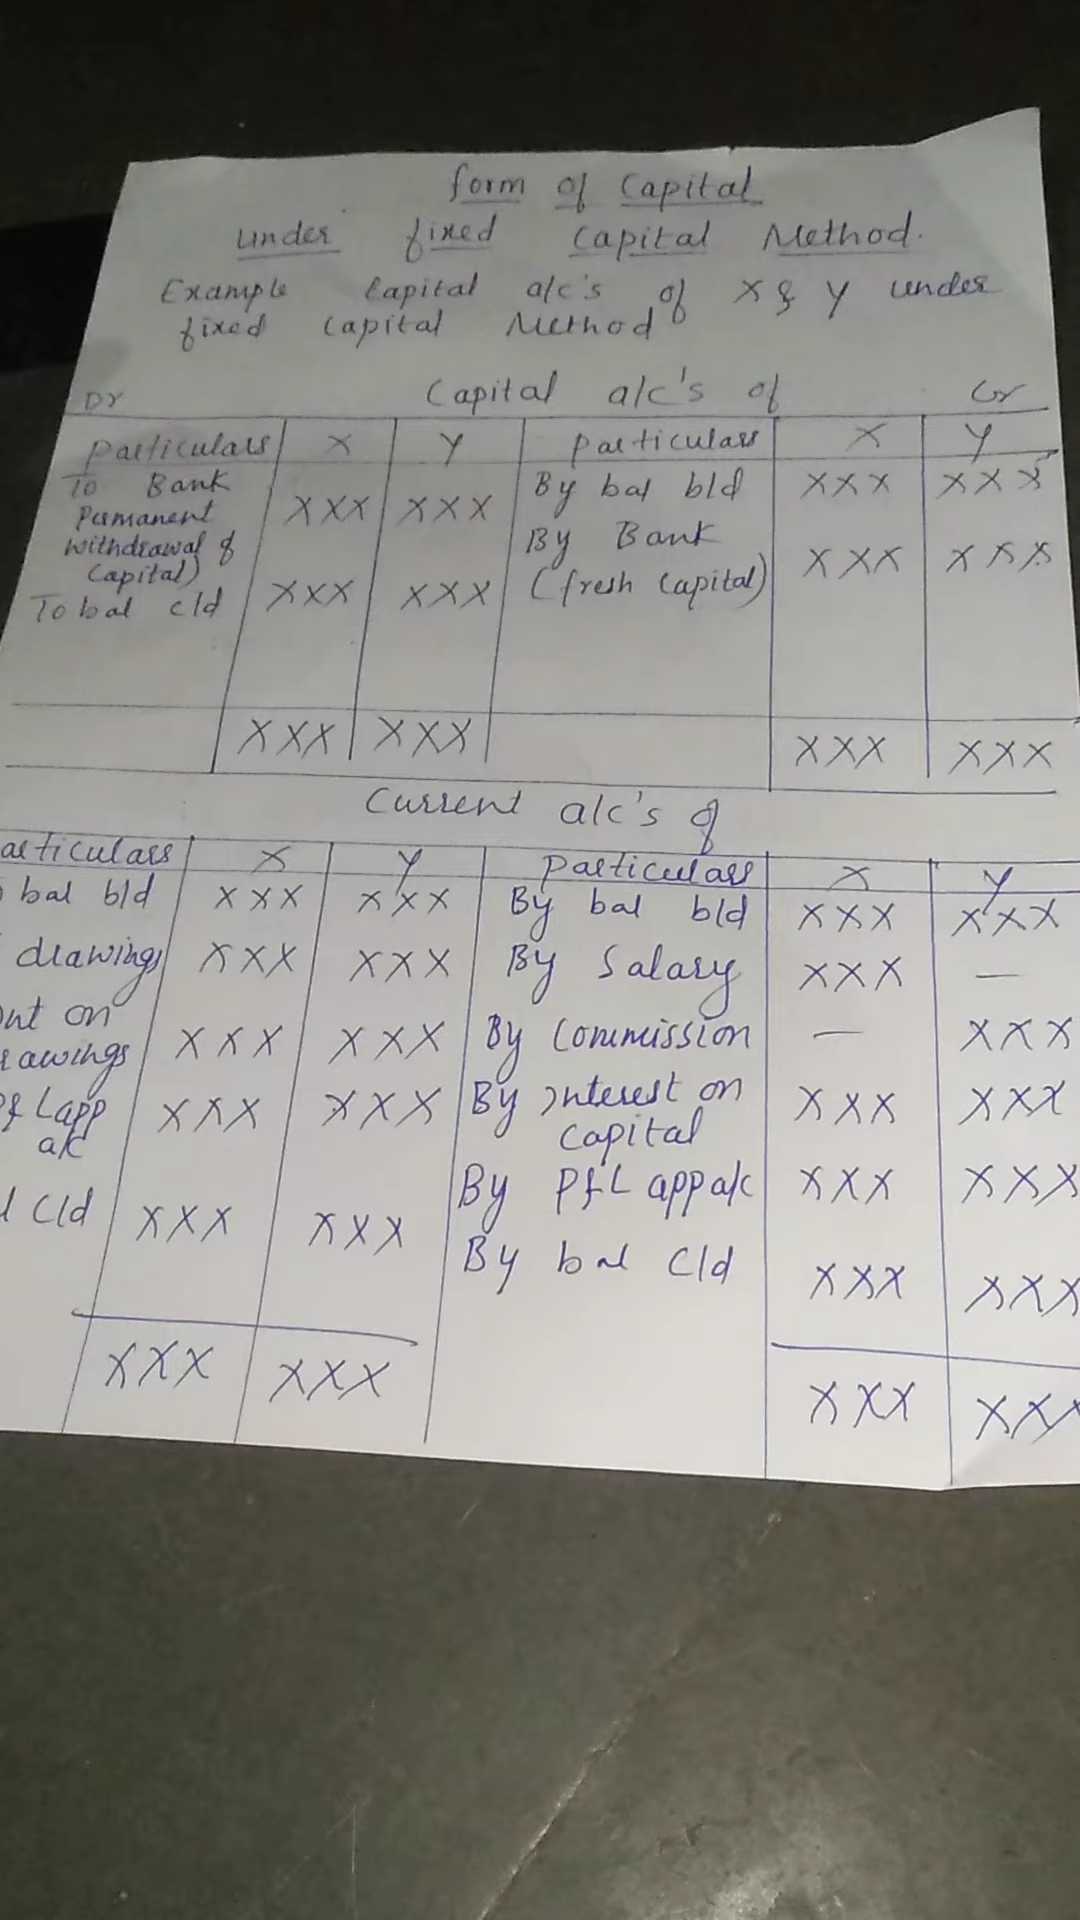 form of Capital
under fixed Capital Method.
Example Capital a/c's of X & Y under
fixed Capital Method
Dr Capital a/c's of Cr
Particulars X Y Particulars X Y
To Bank XXX XXX By bal b/d XXX XXX
Permanent
withdrawal of By Bank XXX XXX
Capital) (fresh Capital)
To bal c/d XXX XXX
XXX XXX XXX XXX
Current a/c's of
articulars X Y Particulars X Y
bal b/d XXX XXX By bal b/d XXX XXX
drawings XXX XXX By Salary XXX —
on
rawings XXX XXX By Commission — XXX
& L app XXX XXX By Interest on XXX XXX
a/c Capital
By P&L app a/c XXX XXX
C/d XXX XXX By bal C/d XXX XXX
XXX XXX XXX XXX